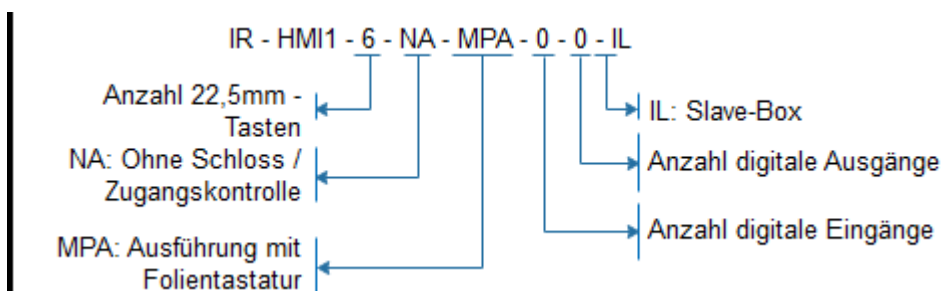 IR - HMI1 - 6 - NA - MPA - 0 - 0 - IL
Anzahl 22,5mm -
Tasten
NA: Ohne Schloss /
Zugangskontrolle
MPA: Ausführung mit
Folientastatur
IL: Slave-Box
Anzahl digitale Ausgänge
Anzahl digitale Eingänge